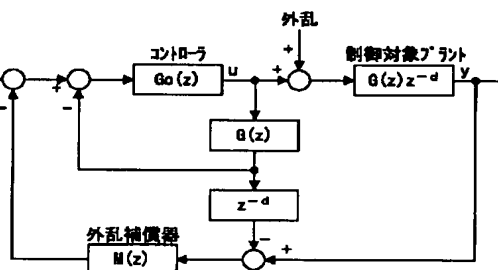 外乱
コントローラ
制御対象プラント
+
Gc(z)
u
+
G(z)z⁻ᵈ
y
-
+
-
G(z)
z⁻ᵈ
外乱補償器
-
+
M(z)